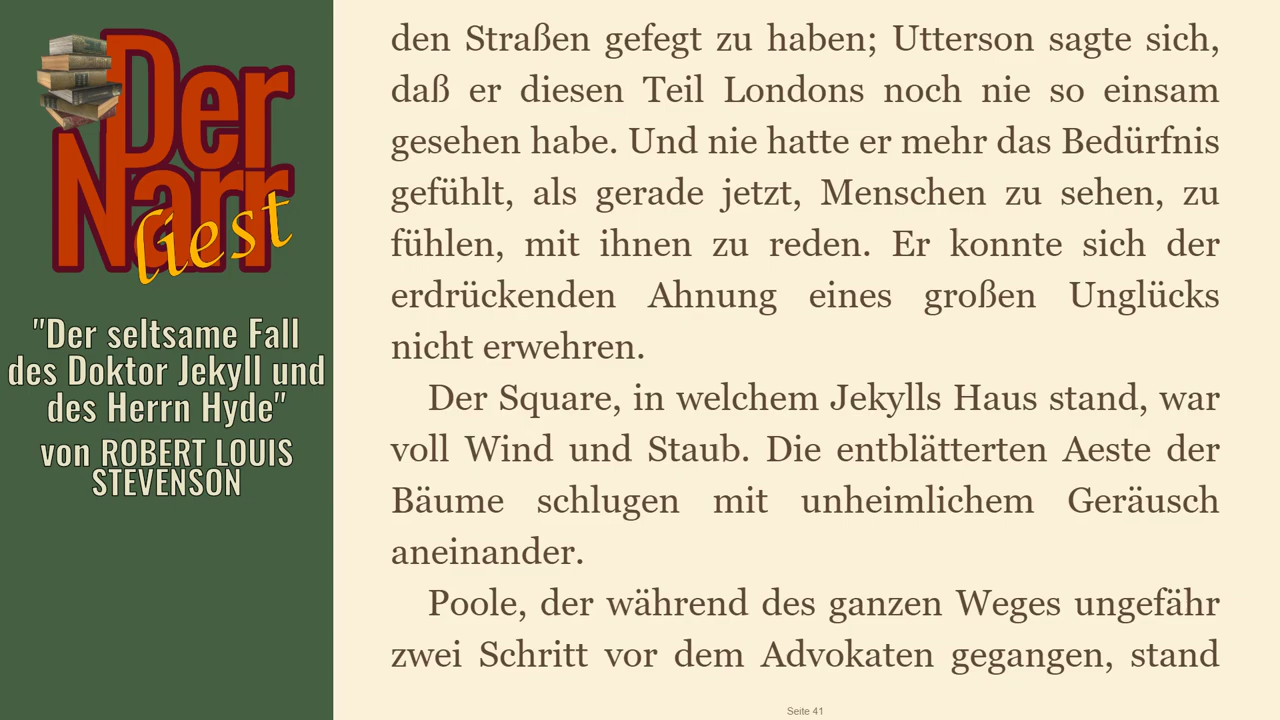 Der
Narr
liest
"Der seltsame Fall
des Doktor Jekyll und
des Herrn Hyde"
von ROBERT LOUIS
STEVENSON
den Straßen gefegt zu haben; Utterson sagte sich,
daß er diesen Teil Londons noch nie so einsam
gesehen habe. Und nie hatte er mehr das Bedürfnis
gefühlt, als gerade jetzt, Menschen zu sehen, zu
fühlen, mit ihnen zu reden. Er konnte sich der
erdrückenden Ahnung eines großen Unglücks
nicht erwehren.
Der Square, in welchem Jekylls Haus stand, war
voll Wind und Staub. Die entblätterten Aeste der
Bäume schlugen mit unheimlichem Geräusch
aneinander.
Poole, der während des ganzen Weges ungefähr
zwei Schritt vor dem Advokaten gegangen, stand
Seite 41